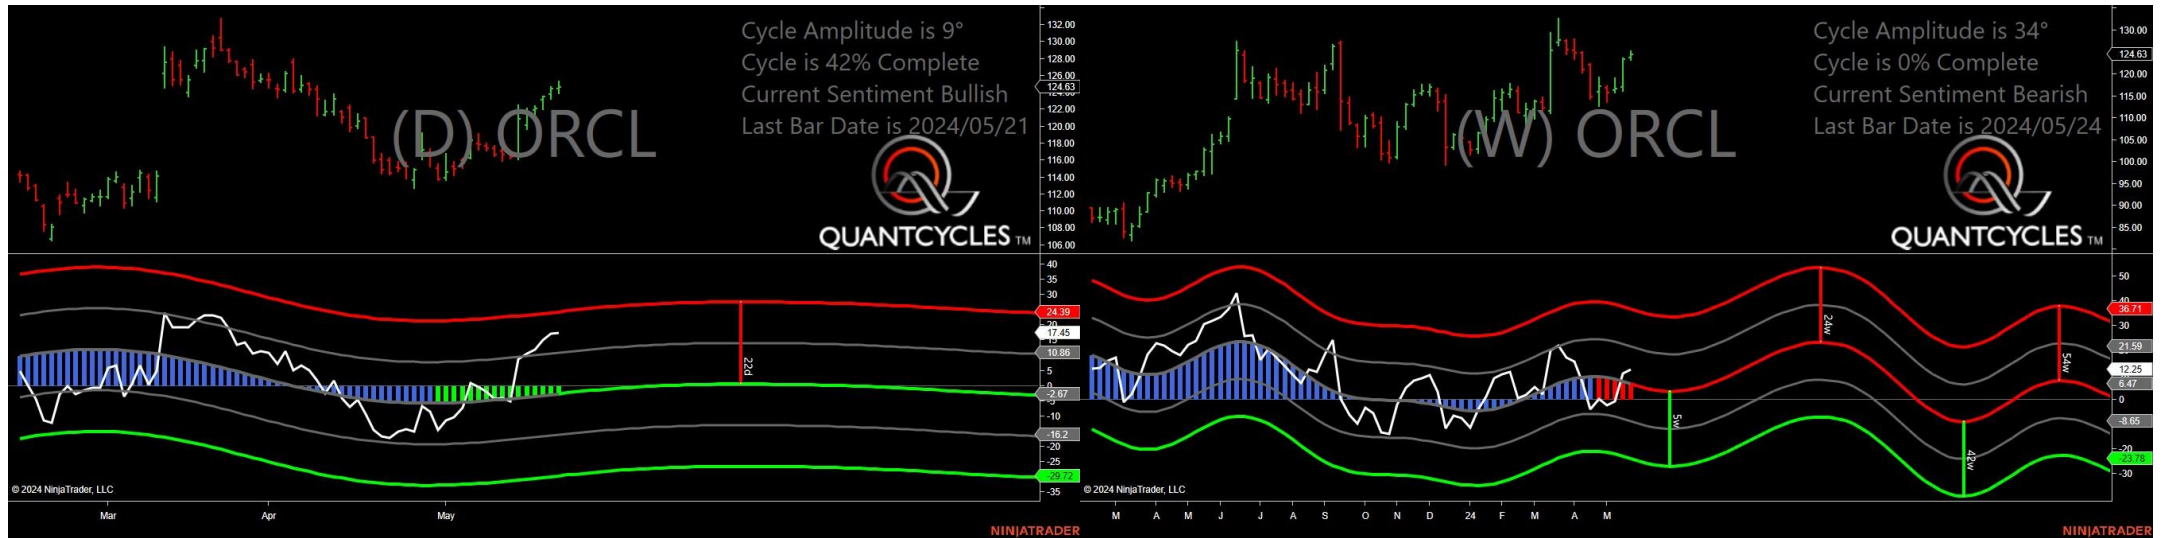 Cycle Amplitude is 9°
Cycle is 42% Complete
Current Sentiment Bullish
Last Bar Date is 2024/05/21
(D) ORCL
QUANTCYCLES TM
132.00
130.00
128.00
126.00
124.63
122.00
120.00
118.00
116.00
114.00
112.00
110.00
108.00
106.00
40
35
30
24.39
20
17.45
15
10.86
5
0
-2.67
-5
-10
-16.2
-20
-25
-29.72
-35
22d
© 2024 NinjaTrader, LLC
Mar Apr May
NINJATRADER
Cycle Amplitude is 34°
Cycle is 0% Complete
Current Sentiment Bearish
Last Bar Date is 2024/05/24
(W) ORCL
QUANTCYCLES TM
130.00
124.63
120.00
115.00
110.00
105.00
100.00
95.00
90.00
85.00
50
40
36.71
30
21.59
12.25
6.47
0
-8.65
-20
-23.78
-30
5w
24w
42w
54w
© 2024 NinjaTrader, LLC
M A M J J A S O N D 24 F M A M
NINJATRADER